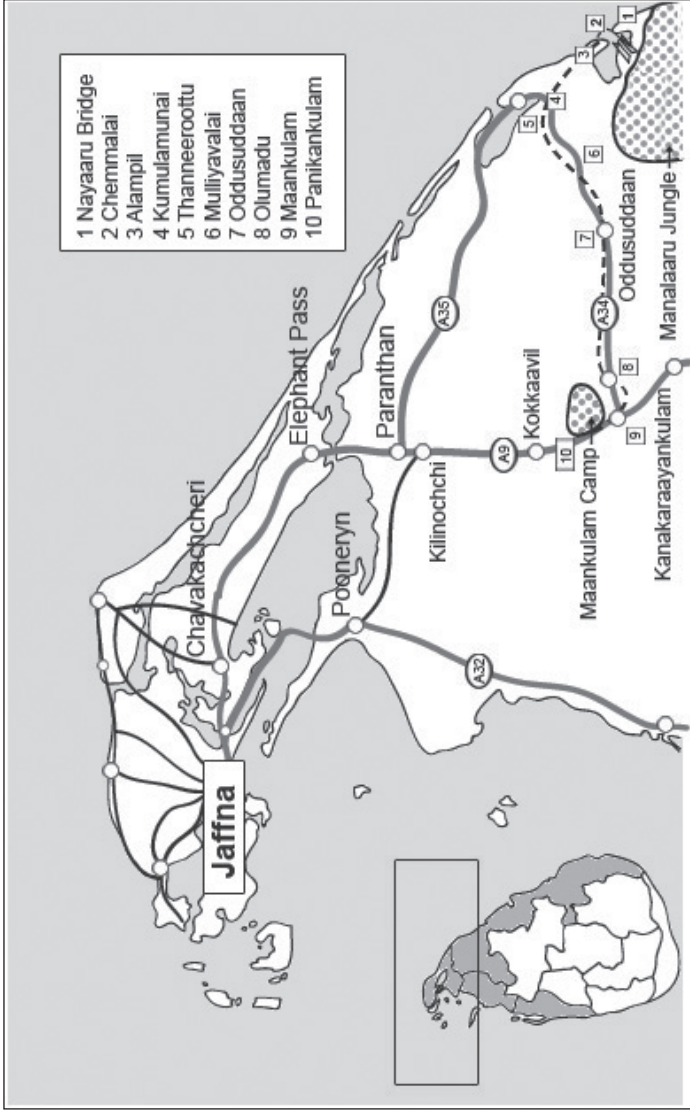 1 Nayaaru Bridge
2 Chemmalai
3 Alampil
4 Kumulamunai
5 Thanneeroottu
6 Mulliyavalai
7 Oddusuddaan
8 Olumadu
9 Maankulam
10 Panikankulam
Jaffna
Chavakachcheri
Elephant Pass
Pooneryn
Paranthan
Kilinochchi
Kokkaavil
Maankulam Camp
Kanakaraayankulam
Oddusuddaan
Manalaaru Jungle
A35
A9
A34
A32
1
2
3
4
5
6
7
8
9
10